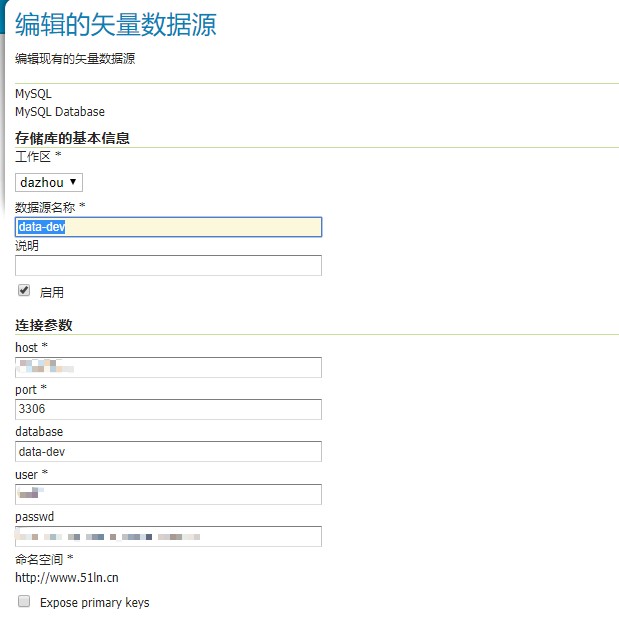 编辑的矢量数据源
编辑现有的矢量数据源
MySQL
MySQL Database
存储库的基本信息
工作区 *
dazhou
数据源名称 *
data-dev
说明
启用
连接参数
host *
port *
3306
database
data-dev
user *
passwd
命名空间 *
http://www.51ln.cn
Expose primary keys